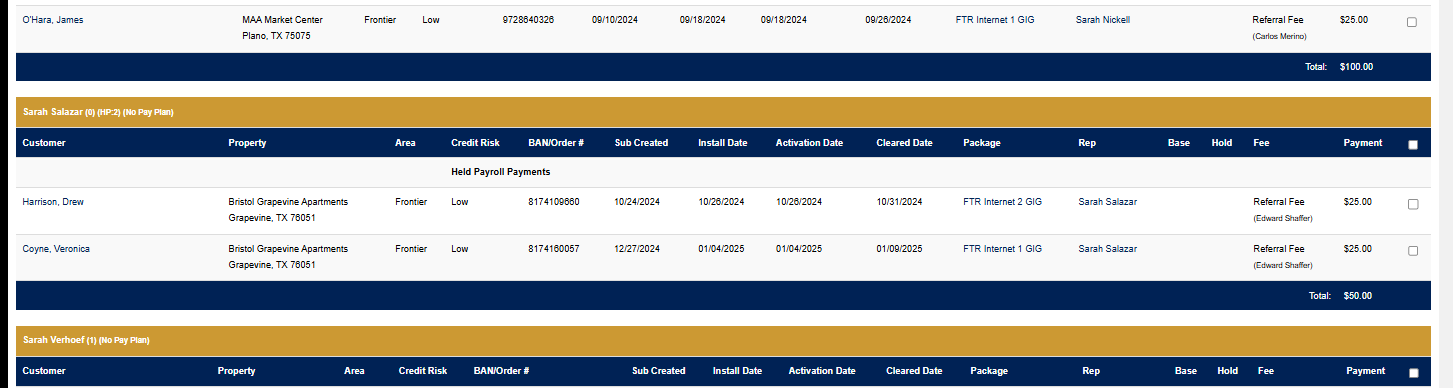 O'Hara, James MAA Market Center Frontier Low 9728640326 09/10/2024 09/18/2024 09/18/2024 09/26/2024 FTR Internet 1 GIG Sarah Nickell Referral Fee $25.00
Plano, TX 75075 (Carlos Merino)
Total: $100.00
Sarah Salazar (0) (HP:2) (No Pay Plan)
Customer Property Area Credit Risk BAN/Order # Sub Created Install Date Activation Date Cleared Date Package Rep Base Hold Fee Payment
Held Payroll Payments
Harrison, Drew Bristol Grapevine Apartments Frontier Low 8174109660 10/24/2024 10/26/2024 10/26/2024 10/31/2024 FTR Internet 2 GIG Sarah Salazar Referral Fee $25.00
Grapevine, TX 76051 (Edward Shaffer)
Coyne, Veronica Bristol Grapevine Apartments Frontier Low 8174160057 12/27/2024 01/04/2025 01/04/2025 01/09/2025 FTR Internet 1 GIG Sarah Salazar Referral Fee $25.00
Grapevine, TX 76051 (Edward Shaffer)
Total: $50.00
Sarah Verhoef (1) (No Pay Plan)
Customer Property Area Credit Risk BAN/Order # Sub Created Install Date Activation Date Cleared Date Package Rep Base Hold Fee Payment